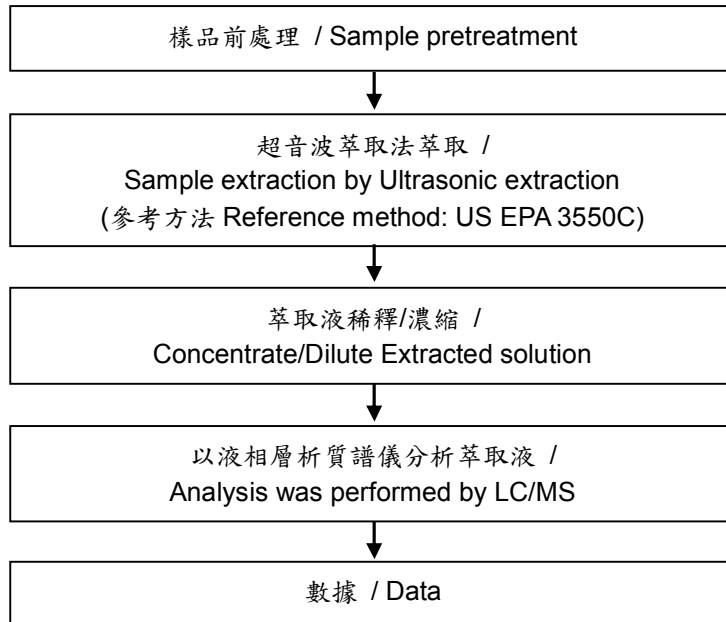 樣品前處理 / Sample pretreatment
超音波萃取法萃取 /
Sample extraction by Ultrasonic extraction
(參考方法 Reference method: US EPA 3550C)
萃取液稀釋/濃縮 /
Concentrate/Dilute Extracted solution
以液相層析質譜儀分析萃取液 /
Analysis was performed by LC/MS
數據 / Data